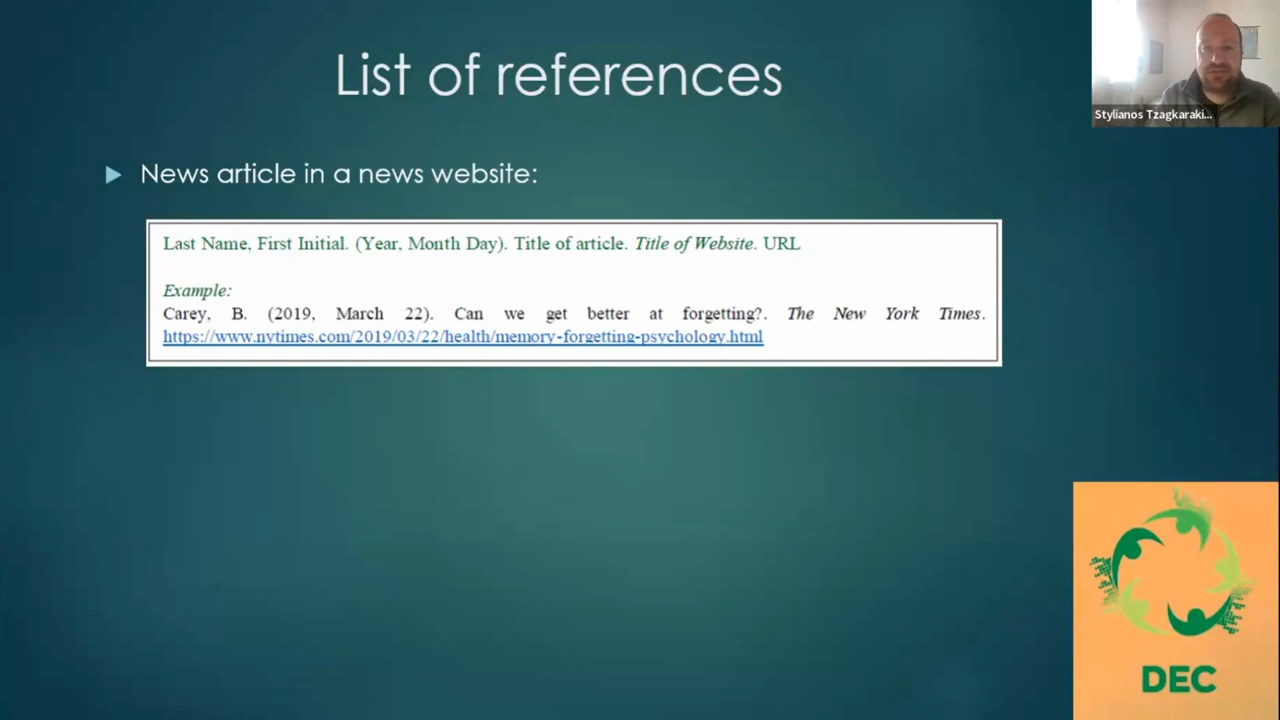 List of references
Stylianos Tzagkaraki...
News article in a news website:
Last Name, First Initial. (Year, Month Day). Title of article. Title of Website. URL
Example:
Carey, B. (2019, March 22). Can we get better at forgetting?. The New York Times.
https://www.nytimes.com/2019/03/22/health/memory-forgetting-psychology.html
DEC